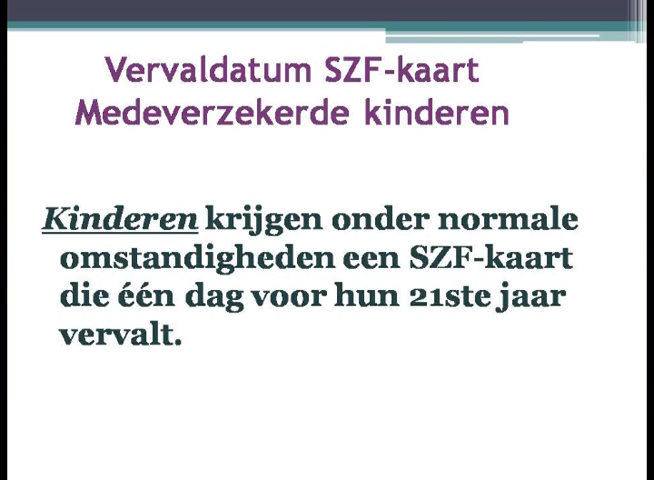 Vervaldatum SZF-kaart
Medeverzekerde kinderen
Kinderen krijgen onder normale
omstandigheden een SZF-kaart
die één dag voor hun 21ste jaar
vervalt.